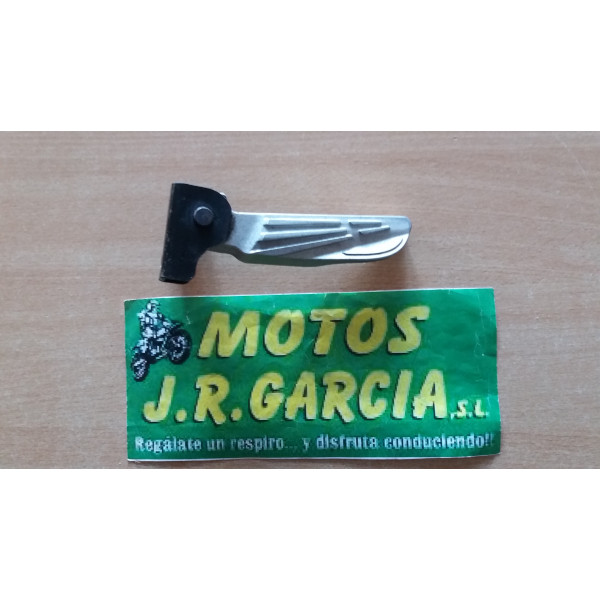 MOTOS
J.R. GARCIA, S.L.
Regálate un respiro... y disfruta conduciendo!!